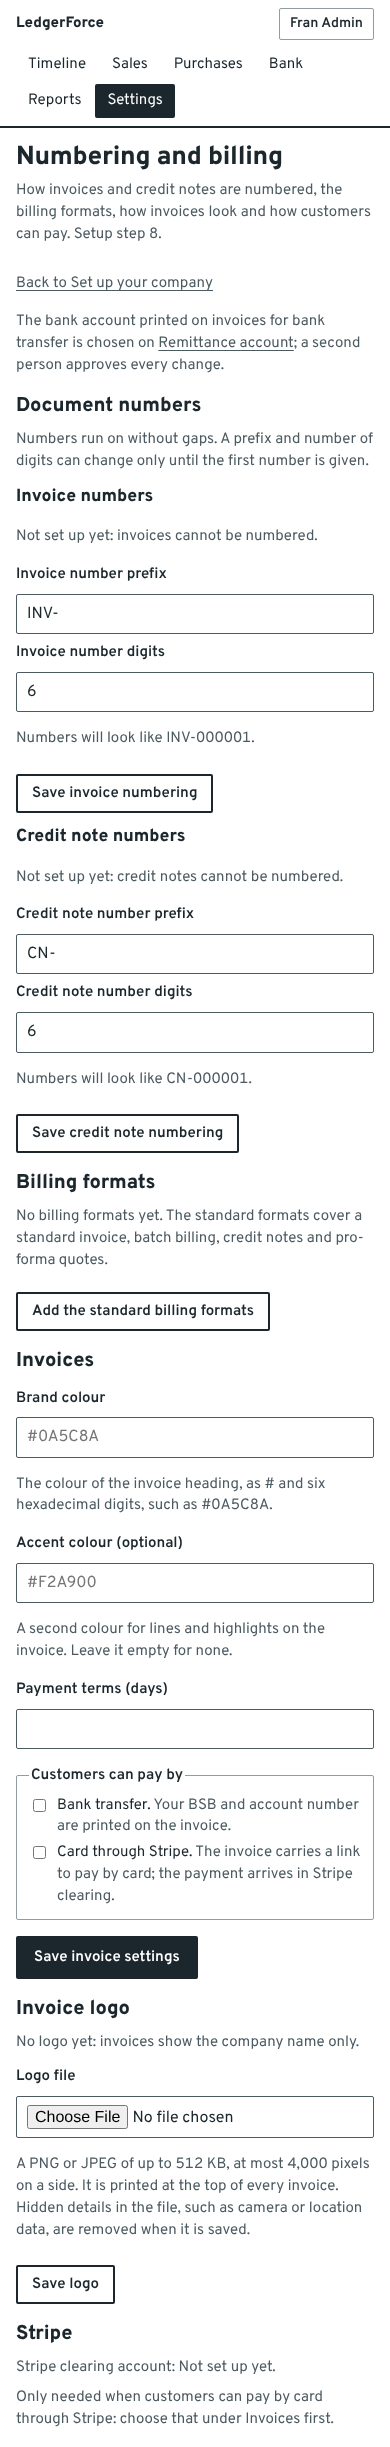 LedgerForce
Fran Admin
Timeline Sales Purchases Bank
Reports Settings
Numbering and billing
How invoices and credit notes are numbered, the
billing formats, how invoices look and how customers
can pay. Setup step 8.
Back to Set up your company
The bank account printed on invoices for bank
transfer is chosen on Remittance account; a second
person approves every change.
Document numbers
Numbers run on without gaps. A prefix and number of
digits can change only until the first number is given.
Invoice numbers
Not set up yet: invoices cannot be numbered.
Invoice number prefix
INV-
Invoice number digits
6
Numbers will look like INV-000001.
Save invoice numbering
Credit note numbers
Not set up yet: credit notes cannot be numbered.
Credit note number prefix
CN-
Credit note number digits
6
Numbers will look like CN-000001.
Save credit note numbering
Billing formats
No billing formats yet. The standard formats cover a
standard invoice, batch billing, credit notes and pro-
forma quotes.
Add the standard billing formats
Invoices
Brand colour
#0A5C8A
The colour of the invoice heading, as # and six
hexadecimal digits, such as #0A5C8A.
Accent colour (optional)
#F2A900
A second colour for lines and highlights on the
invoice. Leave it empty for none.
Payment terms (days)
Customers can pay by
Bank transfer. Your BSB and account number
are printed on the invoice.
Card through Stripe. The invoice carries a link
to pay by card; the payment arrives in Stripe
clearing.
Save invoice settings
Invoice logo
No logo yet: invoices show the company name only.
Logo file
Choose File No file chosen
A PNG or JPEG of up to 512 KB, at most 4,000 pixels
on a side. It is printed at the top of every invoice.
Hidden details in the file, such as camera or location
data, are removed when it is saved.
Save logo
Stripe
Stripe clearing account: Not set up yet.
Only needed when customers can pay by card
through Stripe: choose that under Invoices first.